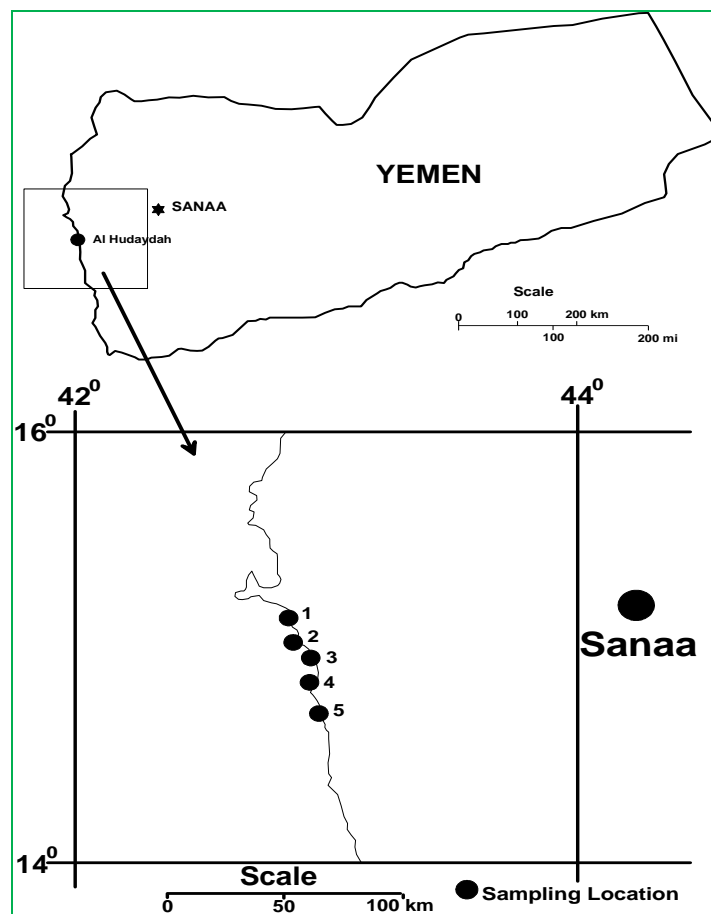 YEMEN
SANAA
Al Hudaydah
Scale
0 100 200 km
100 200 mi
42⁰ 44⁰
16⁰
1
2
3
4
5
Sanaa
14⁰
Scale
0 50 100 km
Sampling Location